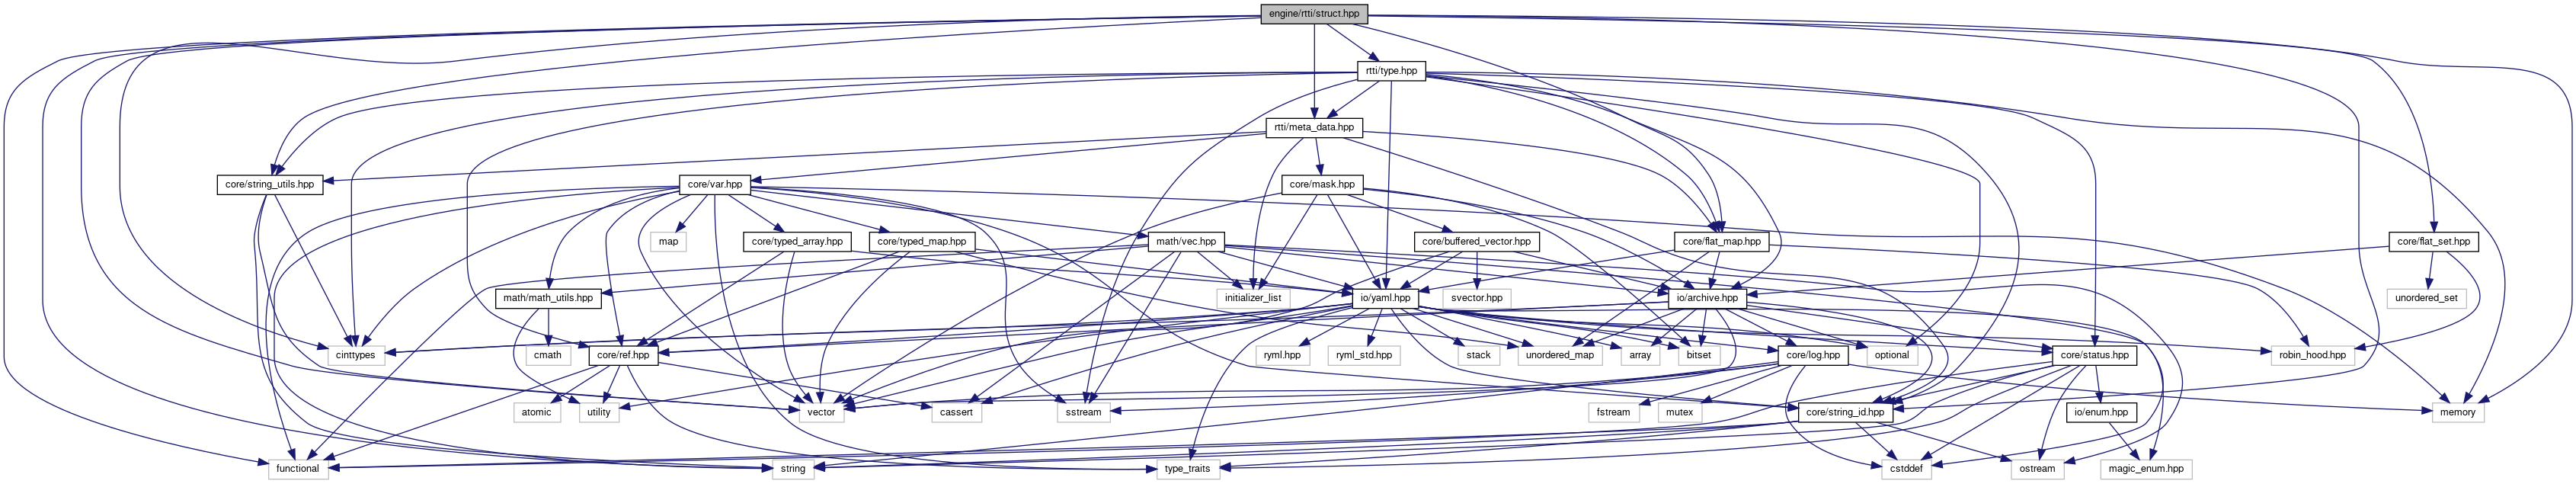 engine/rtti/struct.hpp
rtti/type.hpp
rtti/meta_data.hpp
core/string_utils.hpp
core/var.hpp
core/mask.hpp
map
core/typed_array.hpp
core/typed_map.hpp
math/vec.hpp
core/buffered_vector.hpp
core/flat_map.hpp
core/flat_set.hpp
math/math_utils.hpp
initializer_list
io/yaml.hpp
svector.hpp
io/archive.hpp
unordered_set
cinttypes
cmath
core/ref.hpp
ryml.hpp
ryml_std.hpp
stack
unordered_map
array
bitset
core/log.hpp
optional
core/status.hpp
robin_hood.hpp
atomic
utility
vector
cassert
sstream
fstream
mutex
core/string_id.hpp
io/enum.hpp
memory
functional
string
type_traits
cstddef
ostream
magic_enum.hpp